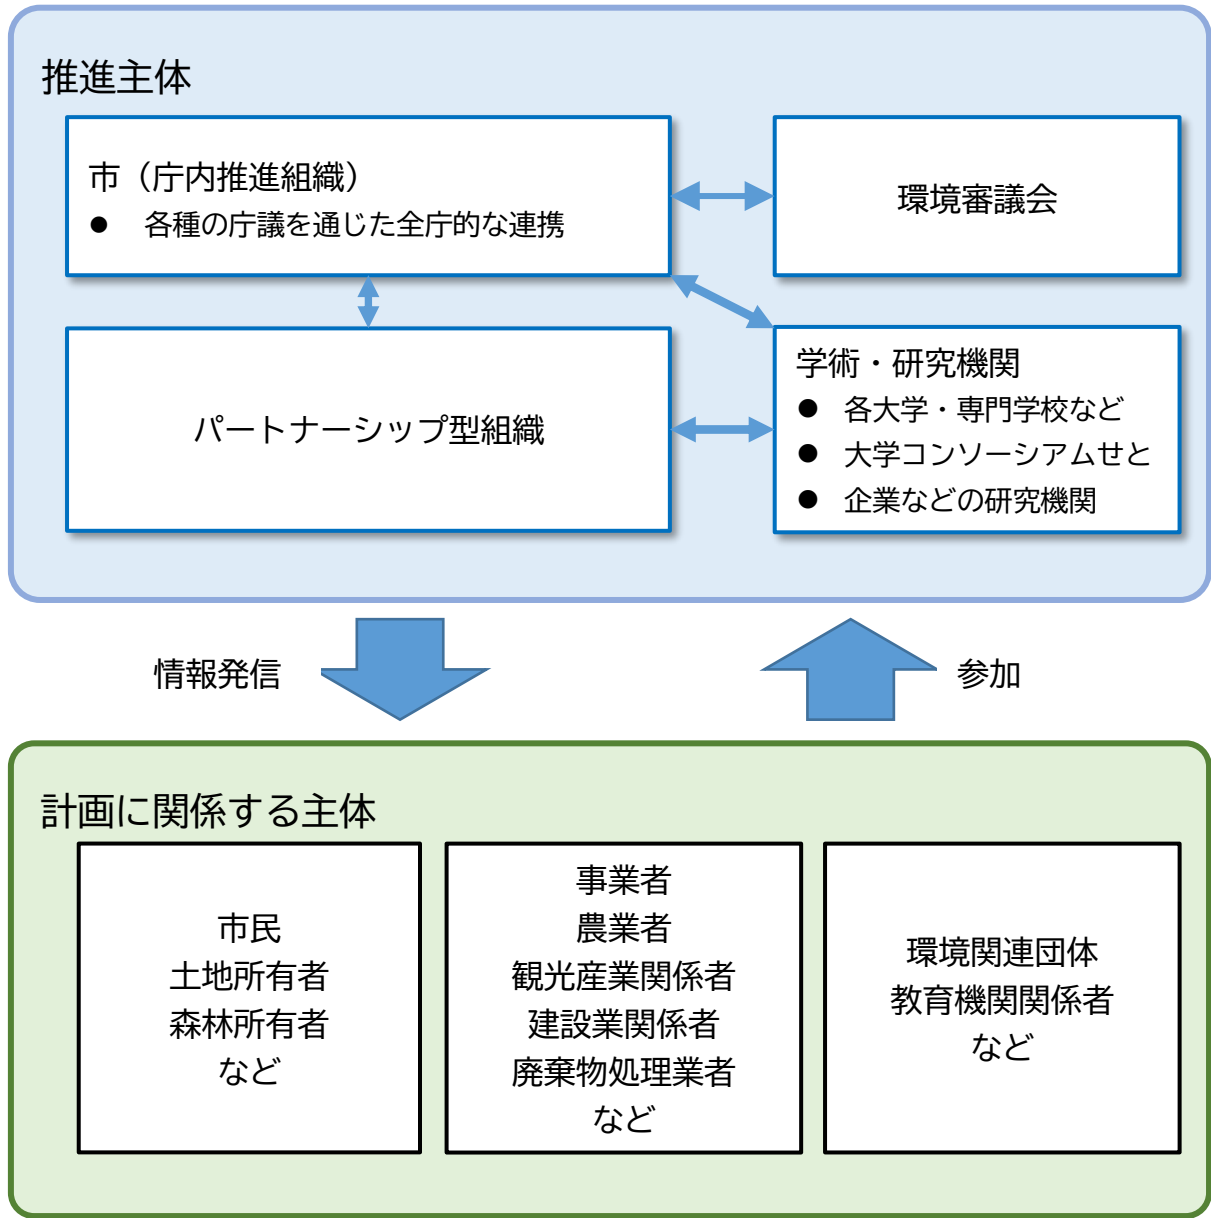 推進主体
市（庁内推進組織）
● 各種の庁議を通じた全庁的な連携
環境審議会
パートナーシップ型組織
学術・研究機関
● 各大学・専門学校など
● 大学コンソーシアムせと
● 企業などの研究機関
情報発信
参加
計画に関係する主体
市民
土地所有者
森林所有者
など
事業者
農業者
観光産業関係者
建設業関係者
廃棄物処理業者
など
環境関連団体
教育機関関係者
など